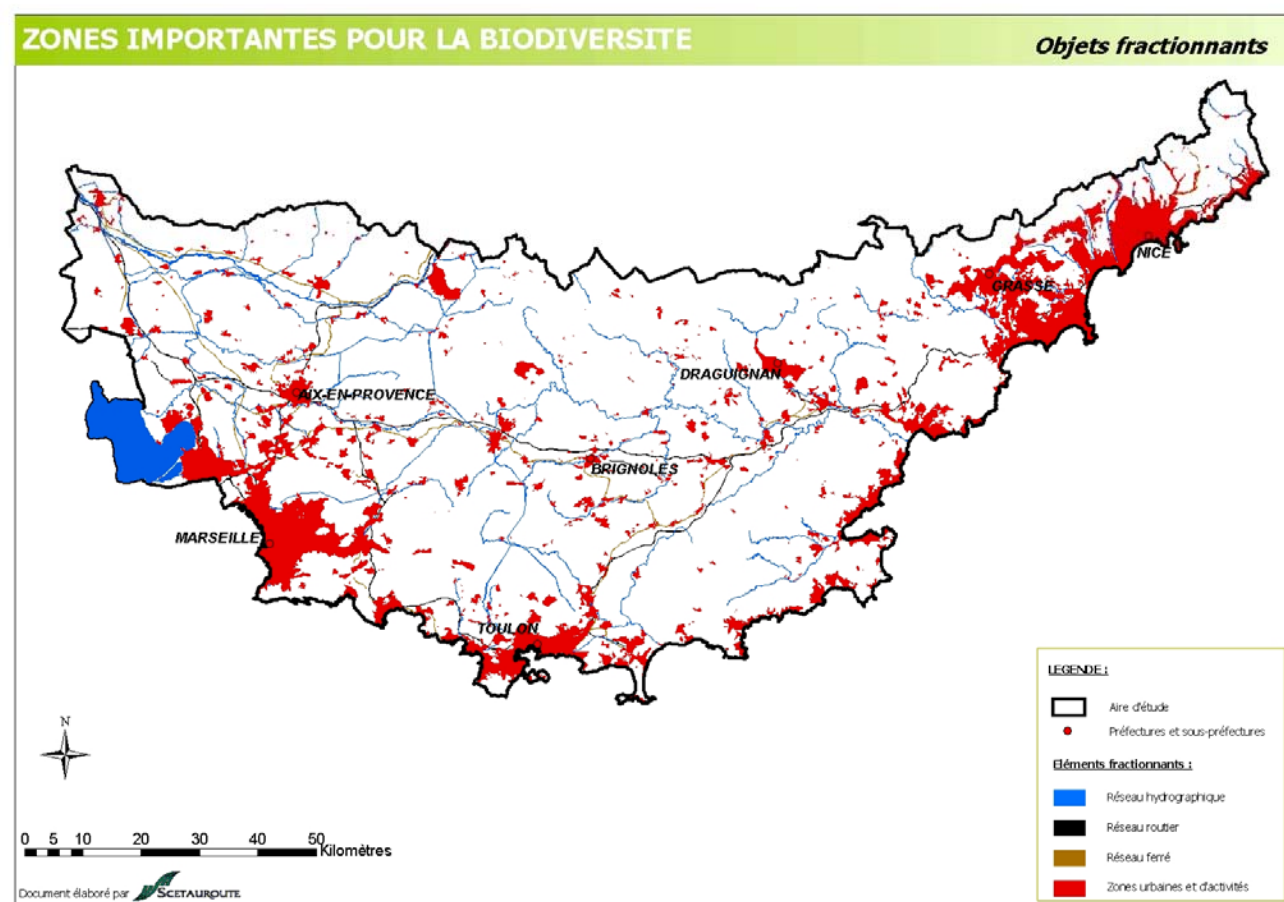 ZONES IMPORTANTES POUR LA BIODIVERSITE
Objets fractionnants
NICE
GRASSE
DRAGUIGNAN
AIX-EN-PROVENCE
BRIGNOLES
MARSEILLE
TOULON
LEGENDE :
Aire d'étude
Préfectures et sous-préfectures
Eléments fractionnants :
Réseau hydrographique
Réseau routier
Réseau ferré
Zones urbaines et d'activités
N
0 5 10 20 30 40 50
Kilomètres
Document élaboré par SCETAUROUTE